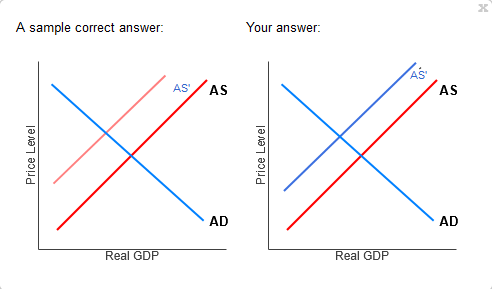 A sample correct answer:
Your answer:
AS'
AS
Price Level
AD
Real GDP
AS'
AS
Price Level
AD
Real GDP